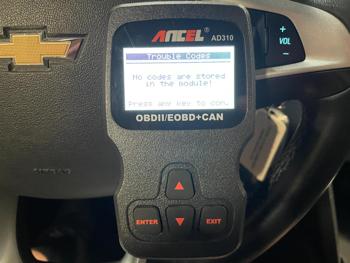 ANCEL
AD310
+
VOL
−
Trouble Codes
No codes are stored
in the module!
Press any key to con.
OBDII/EOBD+CAN
ENTER
EXIT